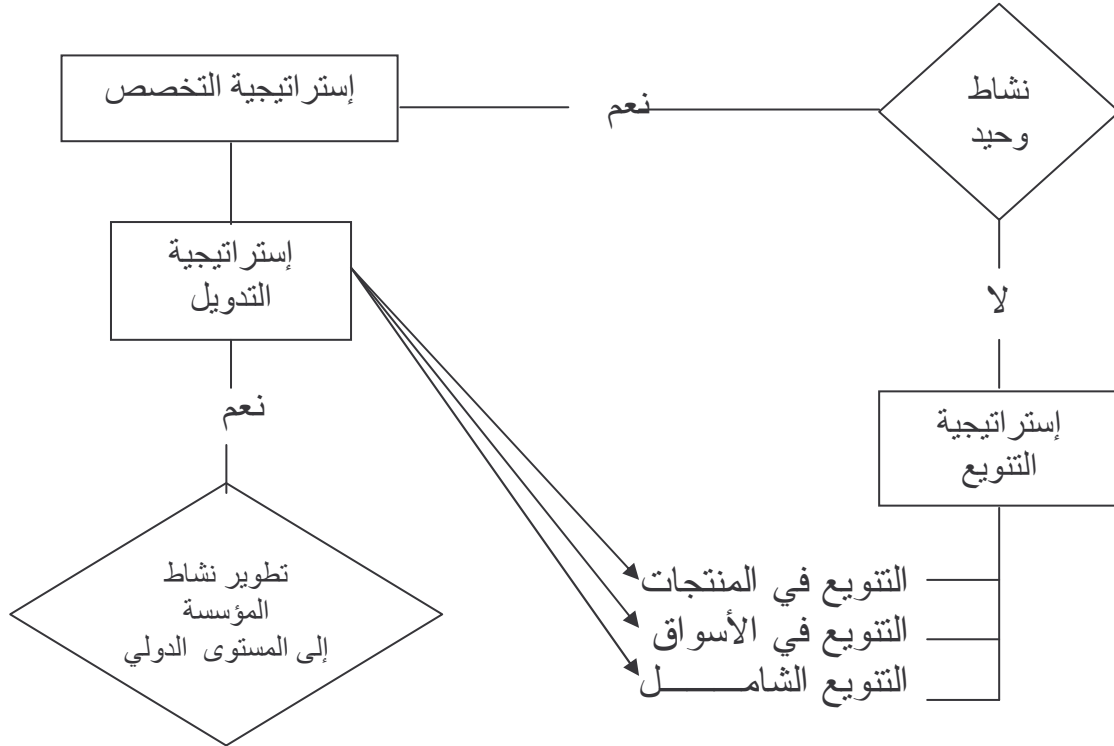 نشاط
وحيد
نعم
إستراتيجية التخصص
إستراتيجية
التدويل
لا
نعم
إستراتيجية
التنويع
تطوير نشاط
المؤسسة
إلى المستوى الدولي
التنويع في المنتجات
التنويع في الأسواق
التنويع الشامـــــــل